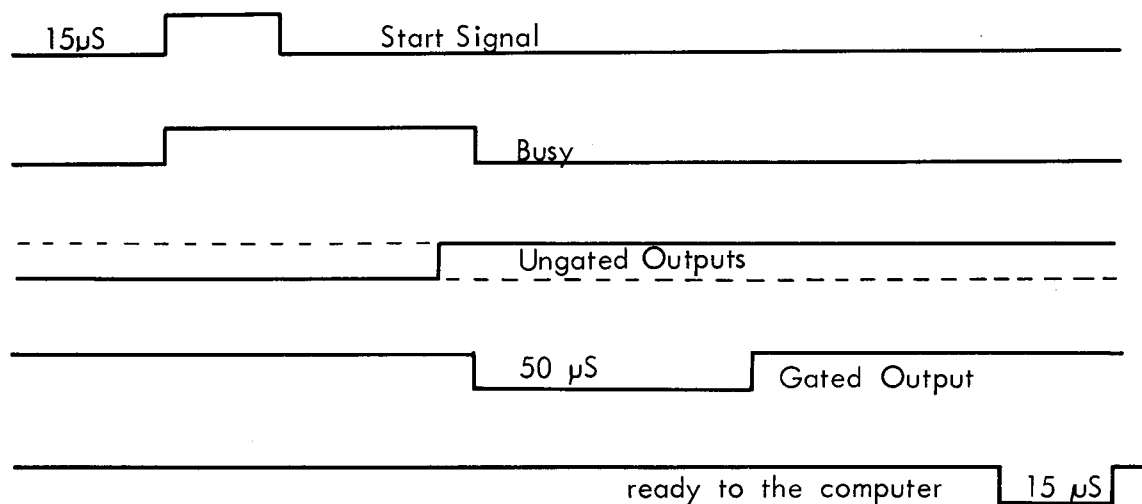 15µS Start Signal
Busy
Ungated Outputs
50 µS Gated Output
ready to the computer 15 µS